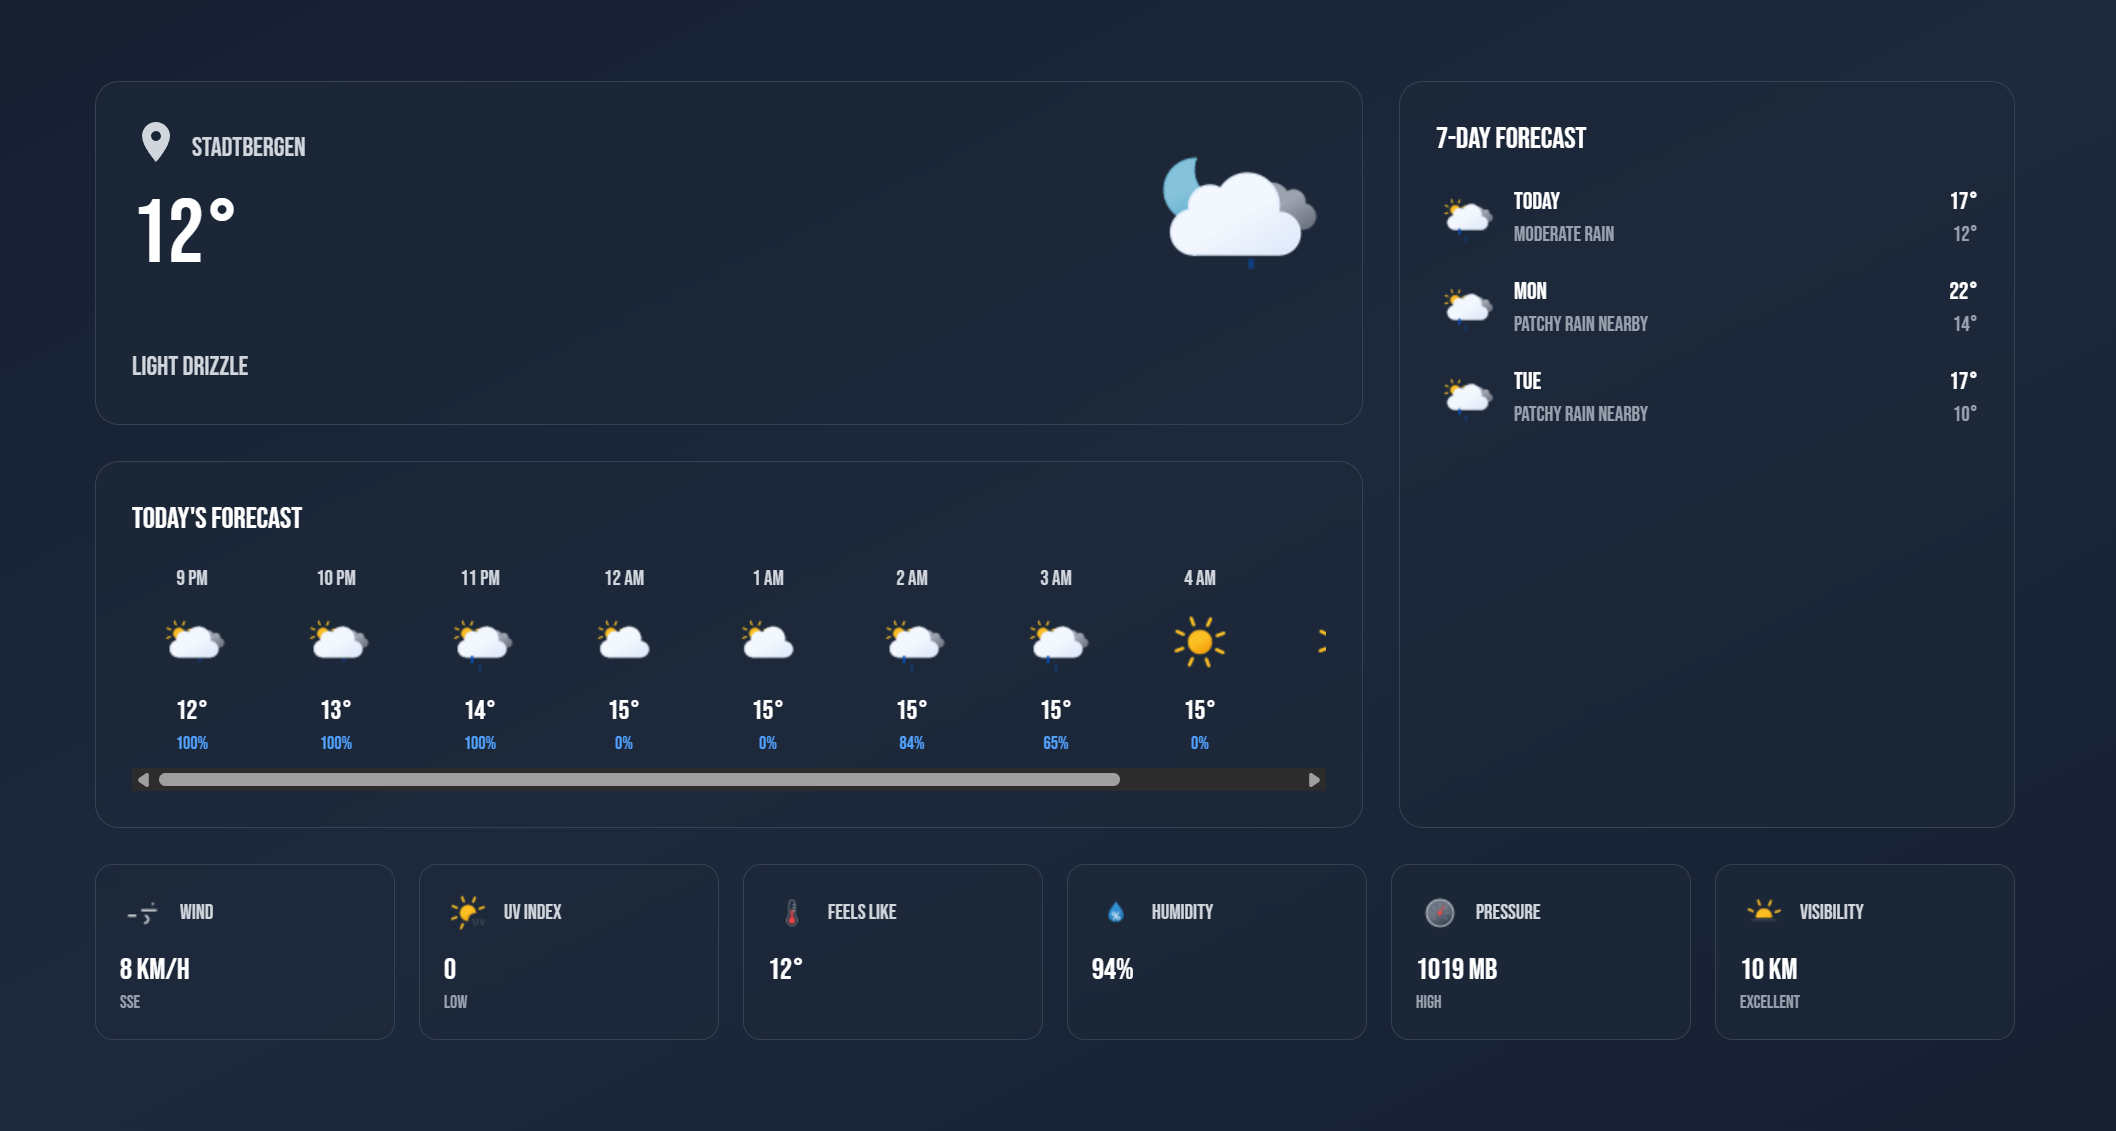 STADTBERGEN
12°
LIGHT DRIZZLE
7-DAY FORECAST
TODAY 17°
MODERATE RAIN 12°
MON 22°
PATCHY RAIN NEARBY 14°
TUE 17°
PATCHY RAIN NEARBY 10°
TODAY'S FORECAST
9 PM 10 PM 11 PM 12 AM 1 AM 2 AM 3 AM 4 AM
12° 13° 14° 15° 15° 15° 15° 15°
100% 100% 100% 0% 0% 84% 65% 0%
WIND
8 KM/H
SSE
UV INDEX
0
LOW
FEELS LIKE
12°
HUMIDITY
94%
PRESSURE
1019 MB
HIGH
VISIBILITY
10 KM
EXCELLENT